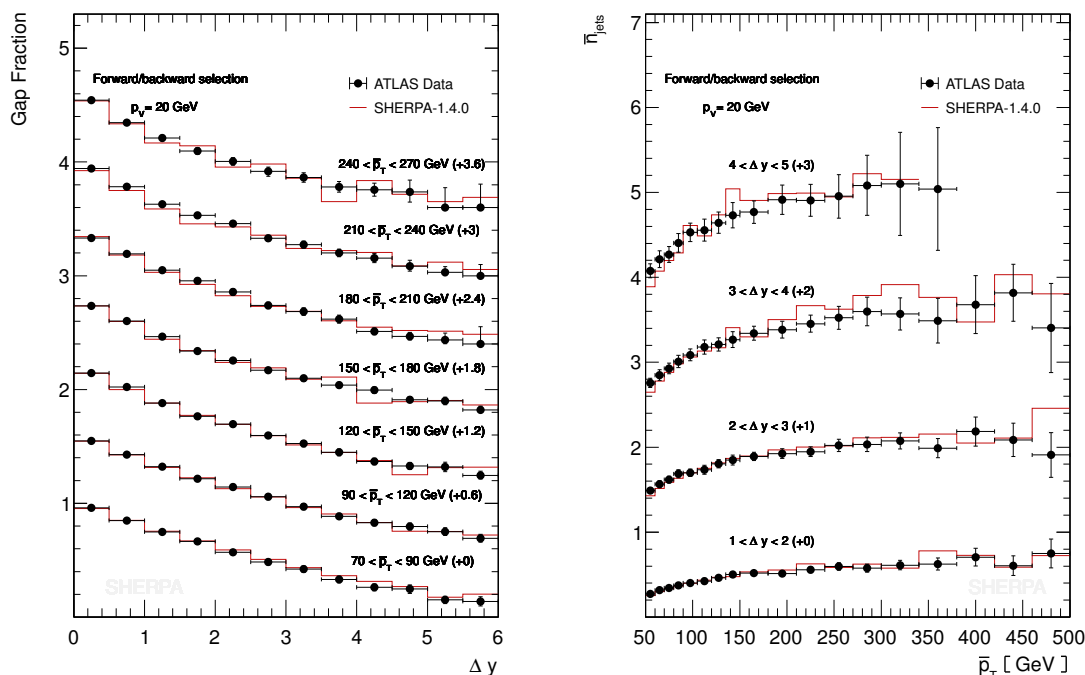 Gap Fraction
5
4
3
2
1
Forward/backward selection
p_V = 20 GeV
ATLAS Data
SHERPA-1.4.0
240 < p̅_T < 270 GeV (+3.6)
210 < p̅_T < 240 GeV (+3)
180 < p̅_T < 210 GeV (+2.4)
150 < p̅_T < 180 GeV (+1.8)
120 < p̅_T < 150 GeV (+1.2)
90 < p̅_T < 120 GeV (+0.6)
70 < p̅_T < 90 GeV (+0)
SHERPA
0 1 2 3 4 5 6
Δ y
n̅_jets
7
6
5
4
3
2
1
Forward/backward selection
p_V = 20 GeV
ATLAS Data
SHERPA-1.4.0
4 < Δ y < 5 (+3)
3 < Δ y < 4 (+2)
2 < Δ y < 3 (+1)
1 < Δ y < 2 (+0)
SHERPA
50 100 150 200 250 300 350 400 450 500
p̅_T [ GeV ]